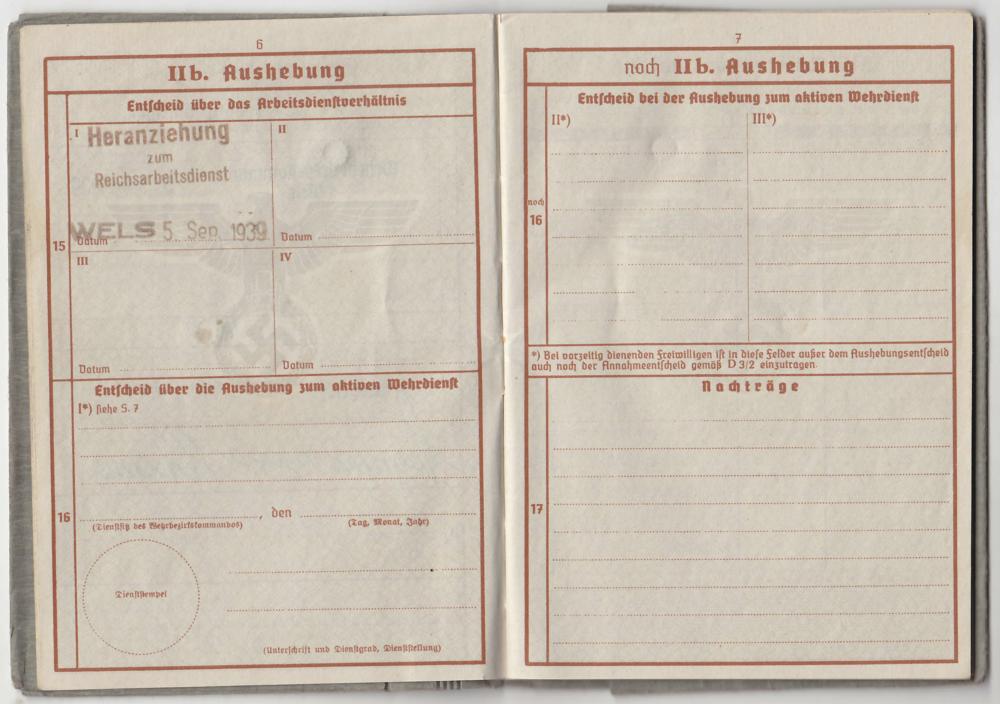 6
IIb. Aushebung
Entscheid über das Arbeitsdienstverhältnis
I
Heranziehung
zum
Reichsarbeitsdienst
WELS 5. Sep. 1939
Datum
II
Datum
15
III
Datum
IV
Datum
Entscheid über die Aushebung zum aktiven Wehrdienst
I*) siehe S. 7
16
, den
(Dienstsitz des Wehrbezirkskommandos)
(Tag, Monat, Jahr)
Dienststempel
(Unterschrift und Dienstgrad, Dienststellung)
7
noch IIb. Aushebung
Entscheid bei der Aushebung zum aktiven Wehrdienst
II*)
III*)
noch
16
*) Bei vorzeitig dienenden Freiwilligen ist in diese Felder außer dem Aushebungsentscheid
auch noch der Annahmeentscheid gemäß D 3/2 einzutragen.
Nachträge
17